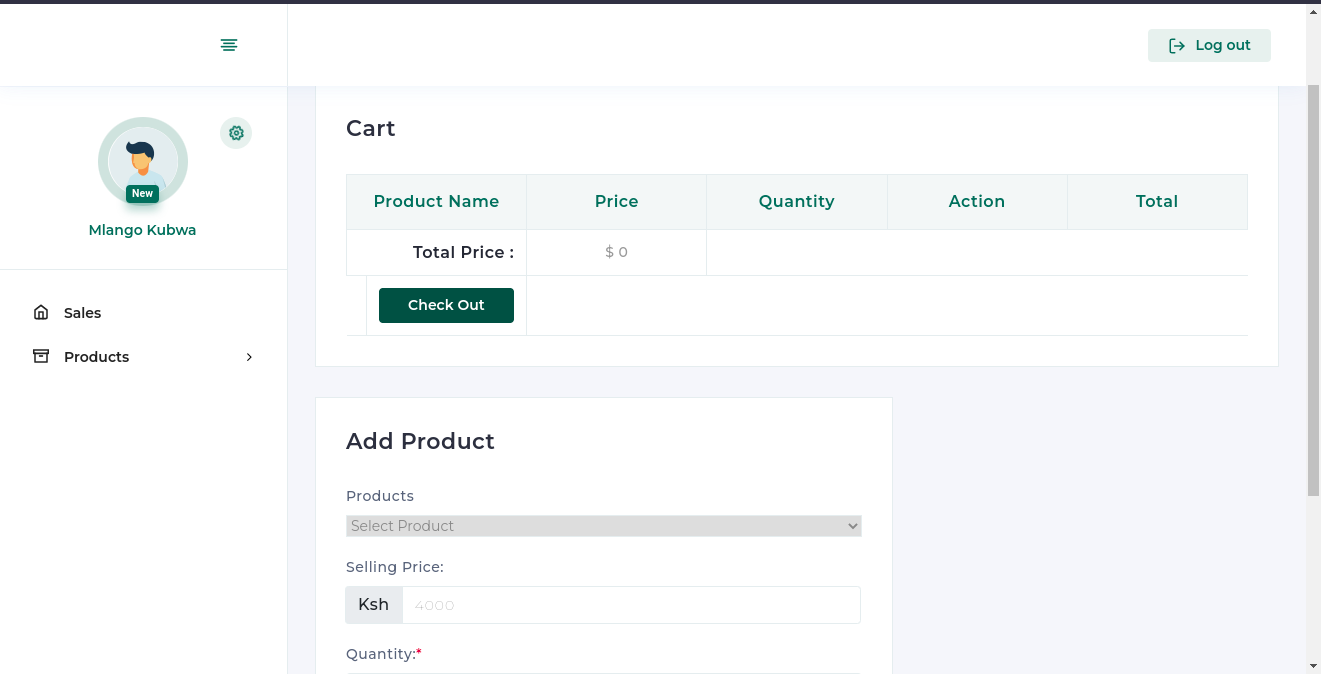 Log out
New
Mlango Kubwa
Sales
Products
Cart
Product Name Price Quantity Action Total
Total Price : $ 0
Check Out
Add Product
Products
Select Product
Selling Price:
Ksh 4000
Quantity:*